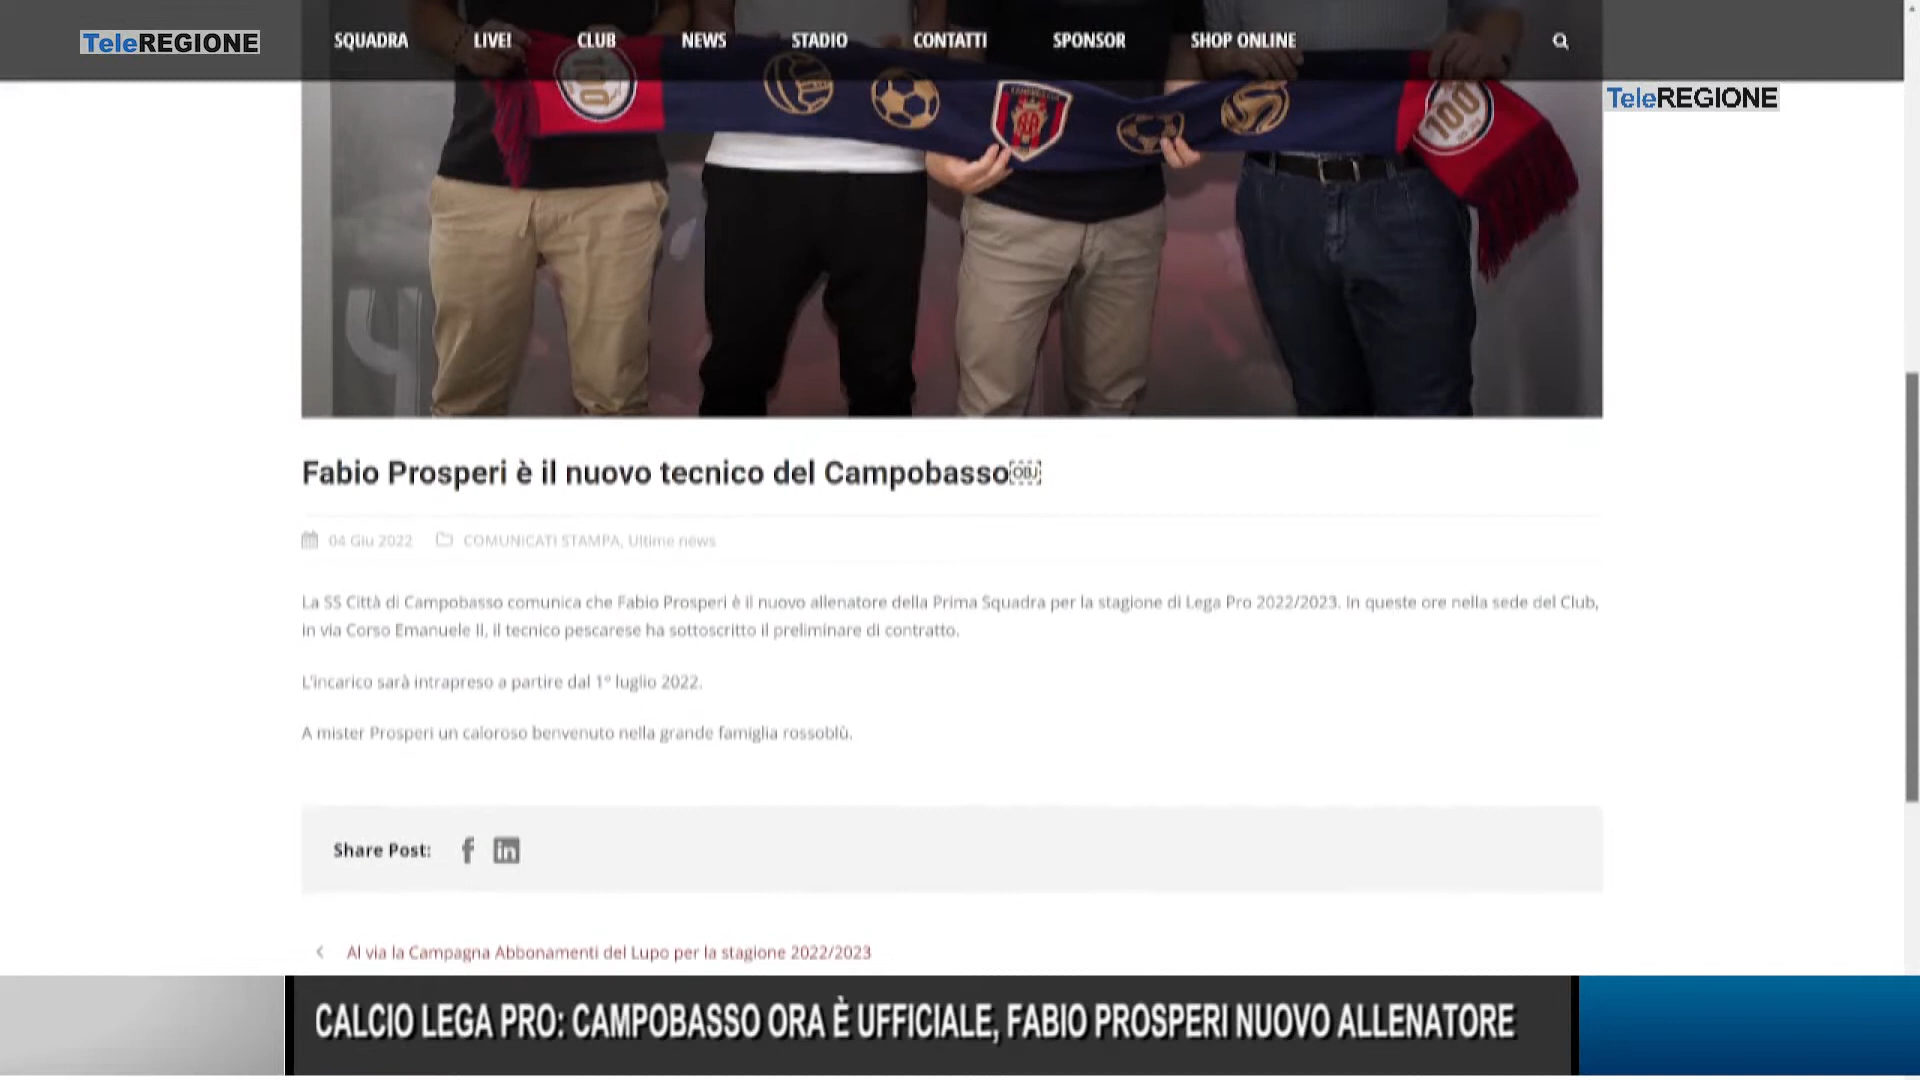 TeleREGIONE
SQUADRA LIVE! CLUB NEWS STADIO CONTATTI SPONSOR SHOP ONLINE
TeleREGIONE
100
100
Fabio Prosperi è il nuovo tecnico del Campobasso￼
04 Giu 2022 COMUNICATI STAMPA, Ultime news
La SS Città di Campobasso comunica che Fabio Prosperi è il nuovo allenatore della Prima Squadra per la stagione di Lega Pro 2022/2023. In queste ore nella sede del Club,
in via Corso Emanuele II, il tecnico pescarese ha sottoscritto il preliminare di contratto.
L'incarico sarà intrapreso a partire dal 1° luglio 2022.
A mister Prosperi un caloroso benvenuto nella grande famiglia rossoblù.
Share Post: f in
Al via la Campagna Abbonamenti del Lupo per la stagione 2022/2023
CALCIO LEGA PRO: CAMPOBASSO ORA È UFFICIALE, FABIO PROSPERI NUOVO ALLENATORE